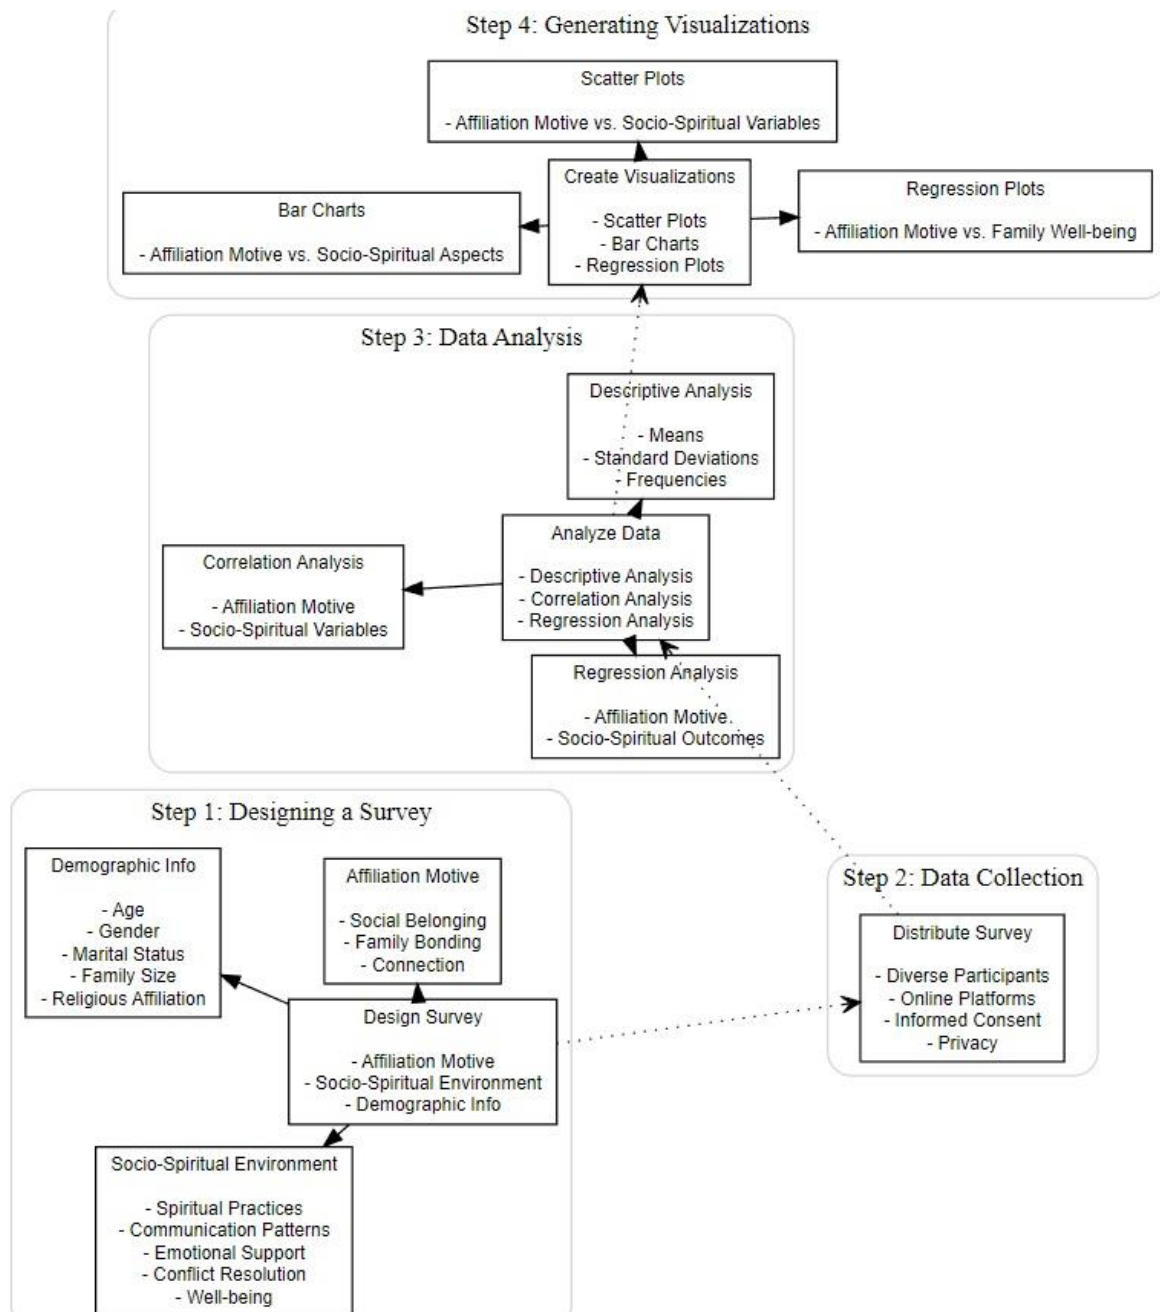 Step 4: Generating Visualizations
Scatter Plots
- Affiliation Motive vs. Socio-Spiritual Variables
Create Visualizations
- Scatter Plots
- Bar Charts
- Regression Plots
Bar Charts
- Affiliation Motive vs. Socio-Spiritual Aspects
Regression Plots
- Affiliation Motive vs. Family Well-being
Step 3: Data Analysis
Descriptive Analysis
- Means
- Standard Deviations
- Frequencies
Analyze Data
- Descriptive Analysis
- Correlation Analysis
- Regression Analysis
Correlation Analysis
- Affiliation Motive
- Socio-Spiritual Variables
Regression Analysis
- Affiliation Motive
- Socio-Spiritual Outcomes
Step 1: Designing a Survey
Demographic Info
- Age
- Gender
- Marital Status
- Family Size
- Religious Affiliation
Affiliation Motive
- Social Belonging
- Family Bonding
- Connection
Design Survey
- Affiliation Motive
- Socio-Spiritual Environment
- Demographic Info
Socio-Spiritual Environment
- Spiritual Practices
- Communication Patterns
- Emotional Support
- Conflict Resolution
- Well-being
Step 2: Data Collection
Distribute Survey
- Diverse Participants
- Online Platforms
- Informed Consent
- Privacy